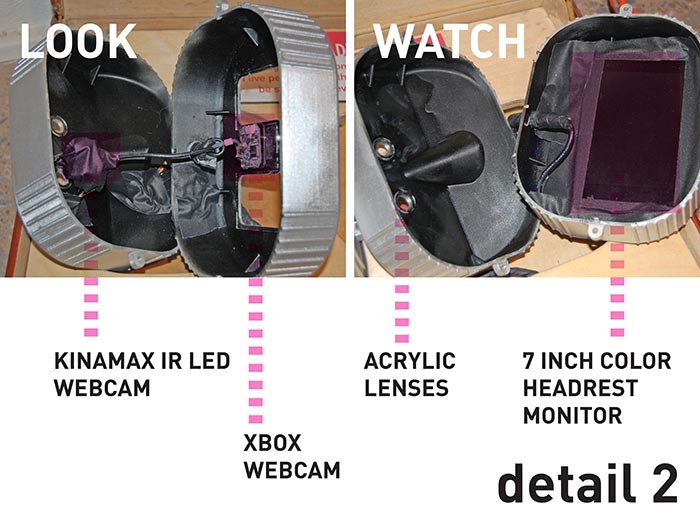 LOOK
WATCH
KINAMAX IR LED
WEBCAM
XBOX
WEBCAM
ACRYLIC
LENSES
7 INCH COLOR
HEADREST
MONITOR
detail 2